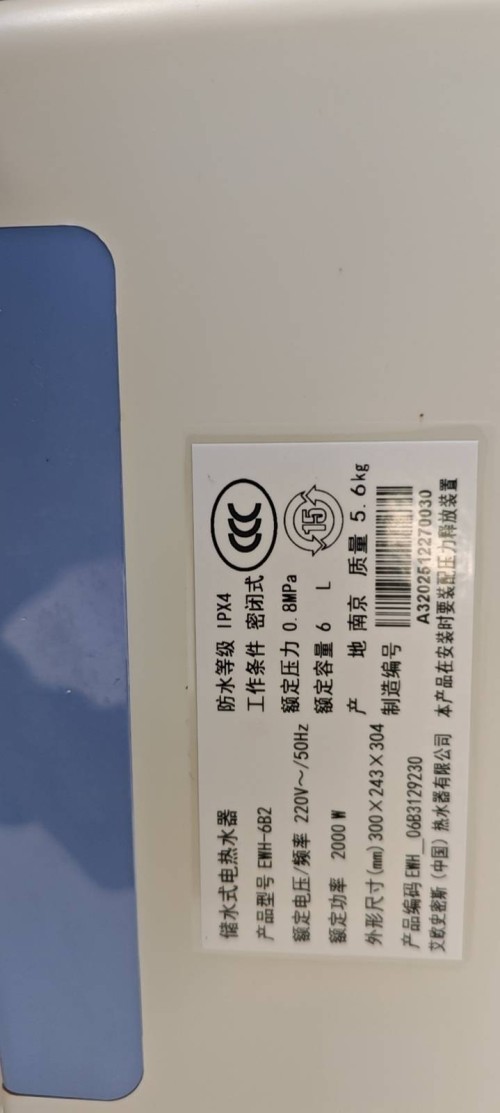 储水式电热水器
产品型号 EWH-6B2
额定电压/频率 220V～/50Hz
额定功率 2000 W
外形尺寸(mm) 300×243×304
产品编码 EWH__06B3129230
艾欧史密斯（中国）热水器有限公司
防水等级 IPX4
工作条件 密闭式
额定压力 0.8MPa
额定容量 6 L
产 地 南京 质量 5.6kg
制造编号
A3202512270030
本产品在安装时要装配压力释放装置
CCC
15